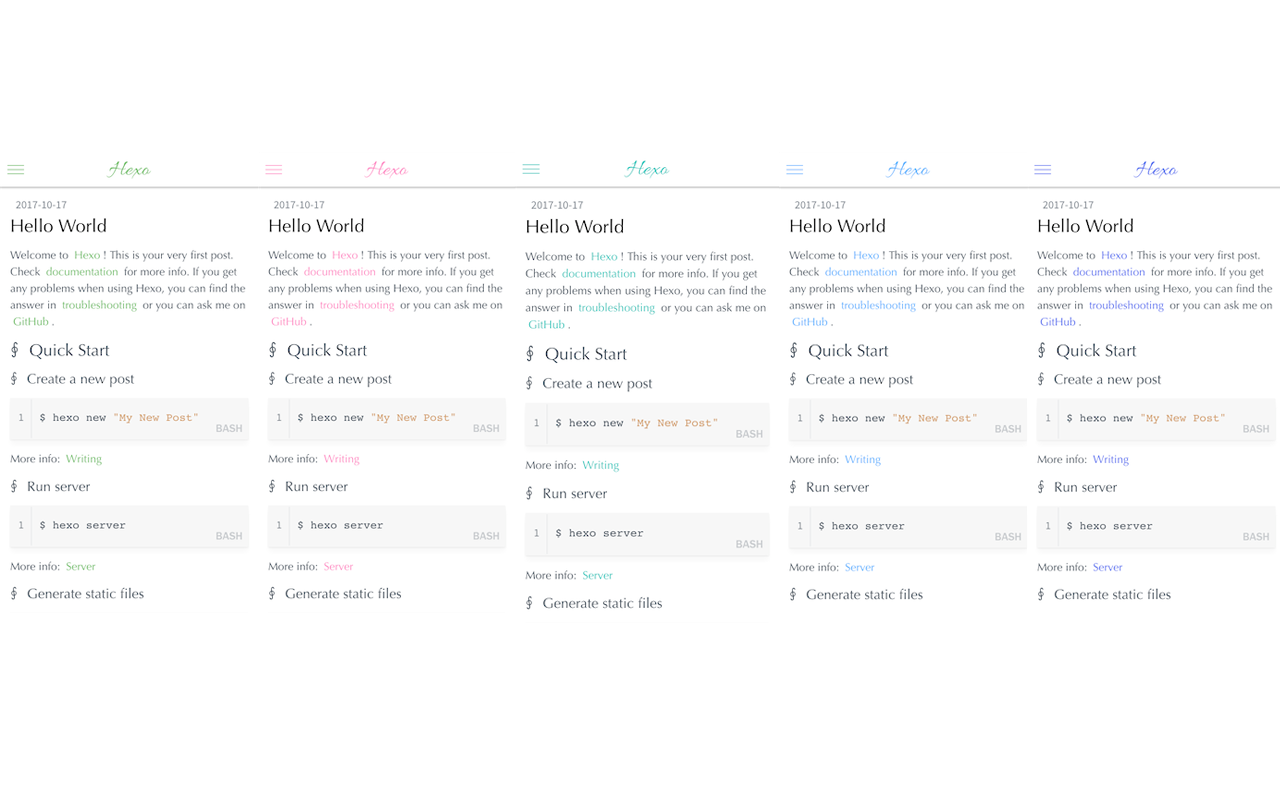 Hexo
2017-10-17
Hello World
Welcome to Hexo ! This is your very first post.
Check documentation for more info. If you get
any problems when using Hexo, you can find the
answer in troubleshooting or you can ask me on
GitHub .
∮ Quick Start
∮ Create a new post
1 $ hexo new "My New Post"
BASH
More info: Writing
∮ Run server
1 $ hexo server
BASH
More info: Server
∮ Generate static files
Hexo
2017-10-17
Hello World
Welcome to Hexo ! This is your very first post.
Check documentation for more info. If you get
any problems when using Hexo, you can find the
answer in troubleshooting or you can ask me on
GitHub .
∮ Quick Start
∮ Create a new post
1 $ hexo new "My New Post"
BASH
More info: Writing
∮ Run server
1 $ hexo server
BASH
More info: Server
∮ Generate static files
Hexo
2017-10-17
Hello World
Welcome to Hexo ! This is your very first post.
Check documentation for more info. If you get
any problems when using Hexo, you can find the
answer in troubleshooting or you can ask me on
GitHub .
∮ Quick Start
∮ Create a new post
1 $ hexo new "My New Post"
BASH
More info: Writing
∮ Run server
1 $ hexo server
BASH
More info: Server
∮ Generate static files
Hexo
2017-10-17
Hello World
Welcome to Hexo ! This is your very first post.
Check documentation for more info. If you get
any problems when using Hexo, you can find the
answer in troubleshooting or you can ask me on
GitHub .
∮ Quick Start
∮ Create a new post
1 $ hexo new "My New Post"
BASH
More info: Writing
∮ Run server
1 $ hexo server
BASH
More info: Server
∮ Generate static files
Hexo
2017-10-17
Hello World
Welcome to Hexo ! This is your very first post.
Check documentation for more info. If you get
any problems when using Hexo, you can find the
answer in troubleshooting or you can ask me on
GitHub .
∮ Quick Start
∮ Create a new post
1 $ hexo new "My New Post"
BASH
More info: Writing
∮ Run server
1 $ hexo server
BASH
More info: Server
∮ Generate static files